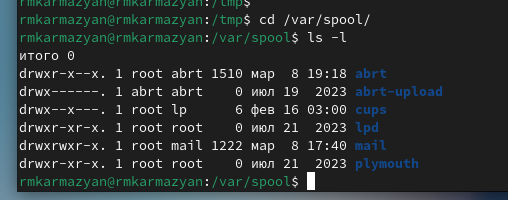 rmkarmazyan@rmkarmazyan:/tmp$
rmkarmazyan@rmkarmazyan:/tmp$ cd /var/spool/
rmkarmazyan@rmkarmazyan:/var/spool$ ls -l
итого 0
drwxr-x--x. 1 root abrt 1510 мар  8 19:18 abrt
drwx------. 1 abrt abrt    0 июл 19  2023 abrt-upload
drwx--x---. 1 root lp      6 фев 16 03:00 cups
drwxr-xr-x. 1 root root    0 июл 21  2023 lpd
drwxrwxr-x. 1 root mail 1222 мар  8 17:40 mail
drwxr-xr-x. 1 root root    0 июл 21  2023 plymouth
rmkarmazyan@rmkarmazyan:/var/spool$